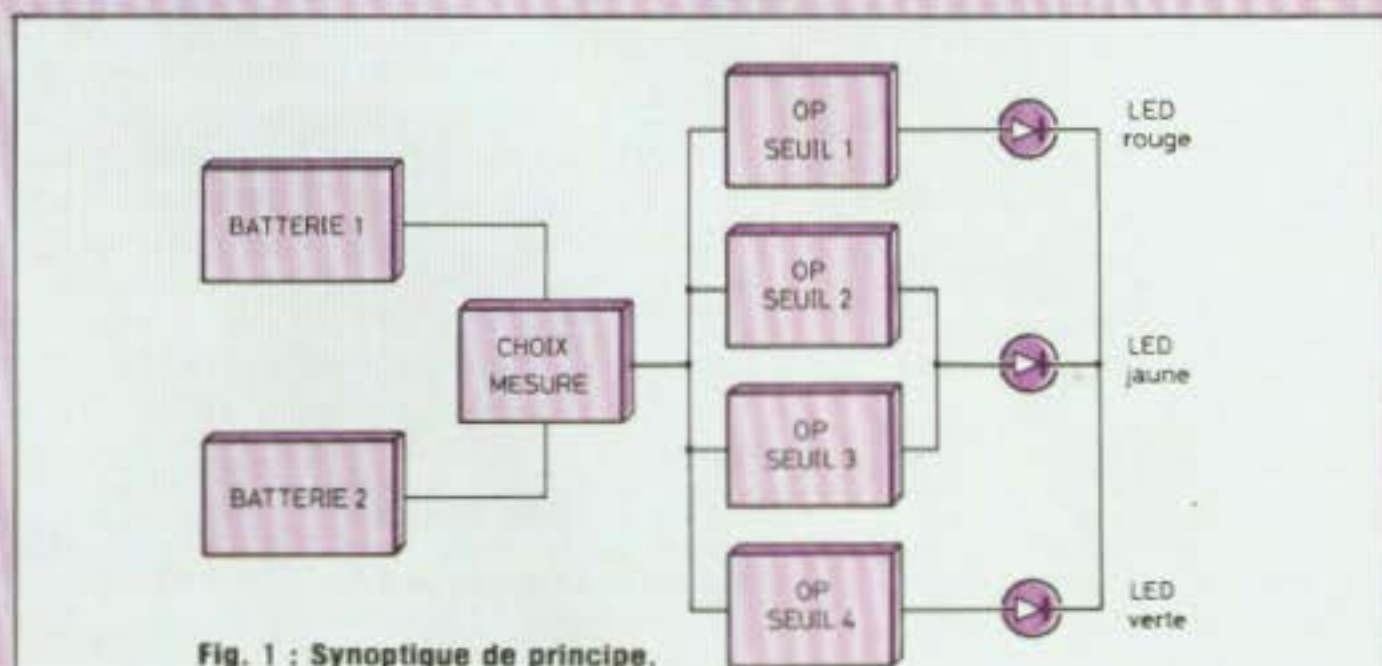 OP
SEUIL 1
LED
rouge
BATTERIE 1
OP
SEUIL 2
CHOIX
MESURE
LED
jaune
OP
SEUIL 3
BATTERIE 2
OP
SEUIL 4
LED
verte
Fig. 1 : Synoptique de principe.